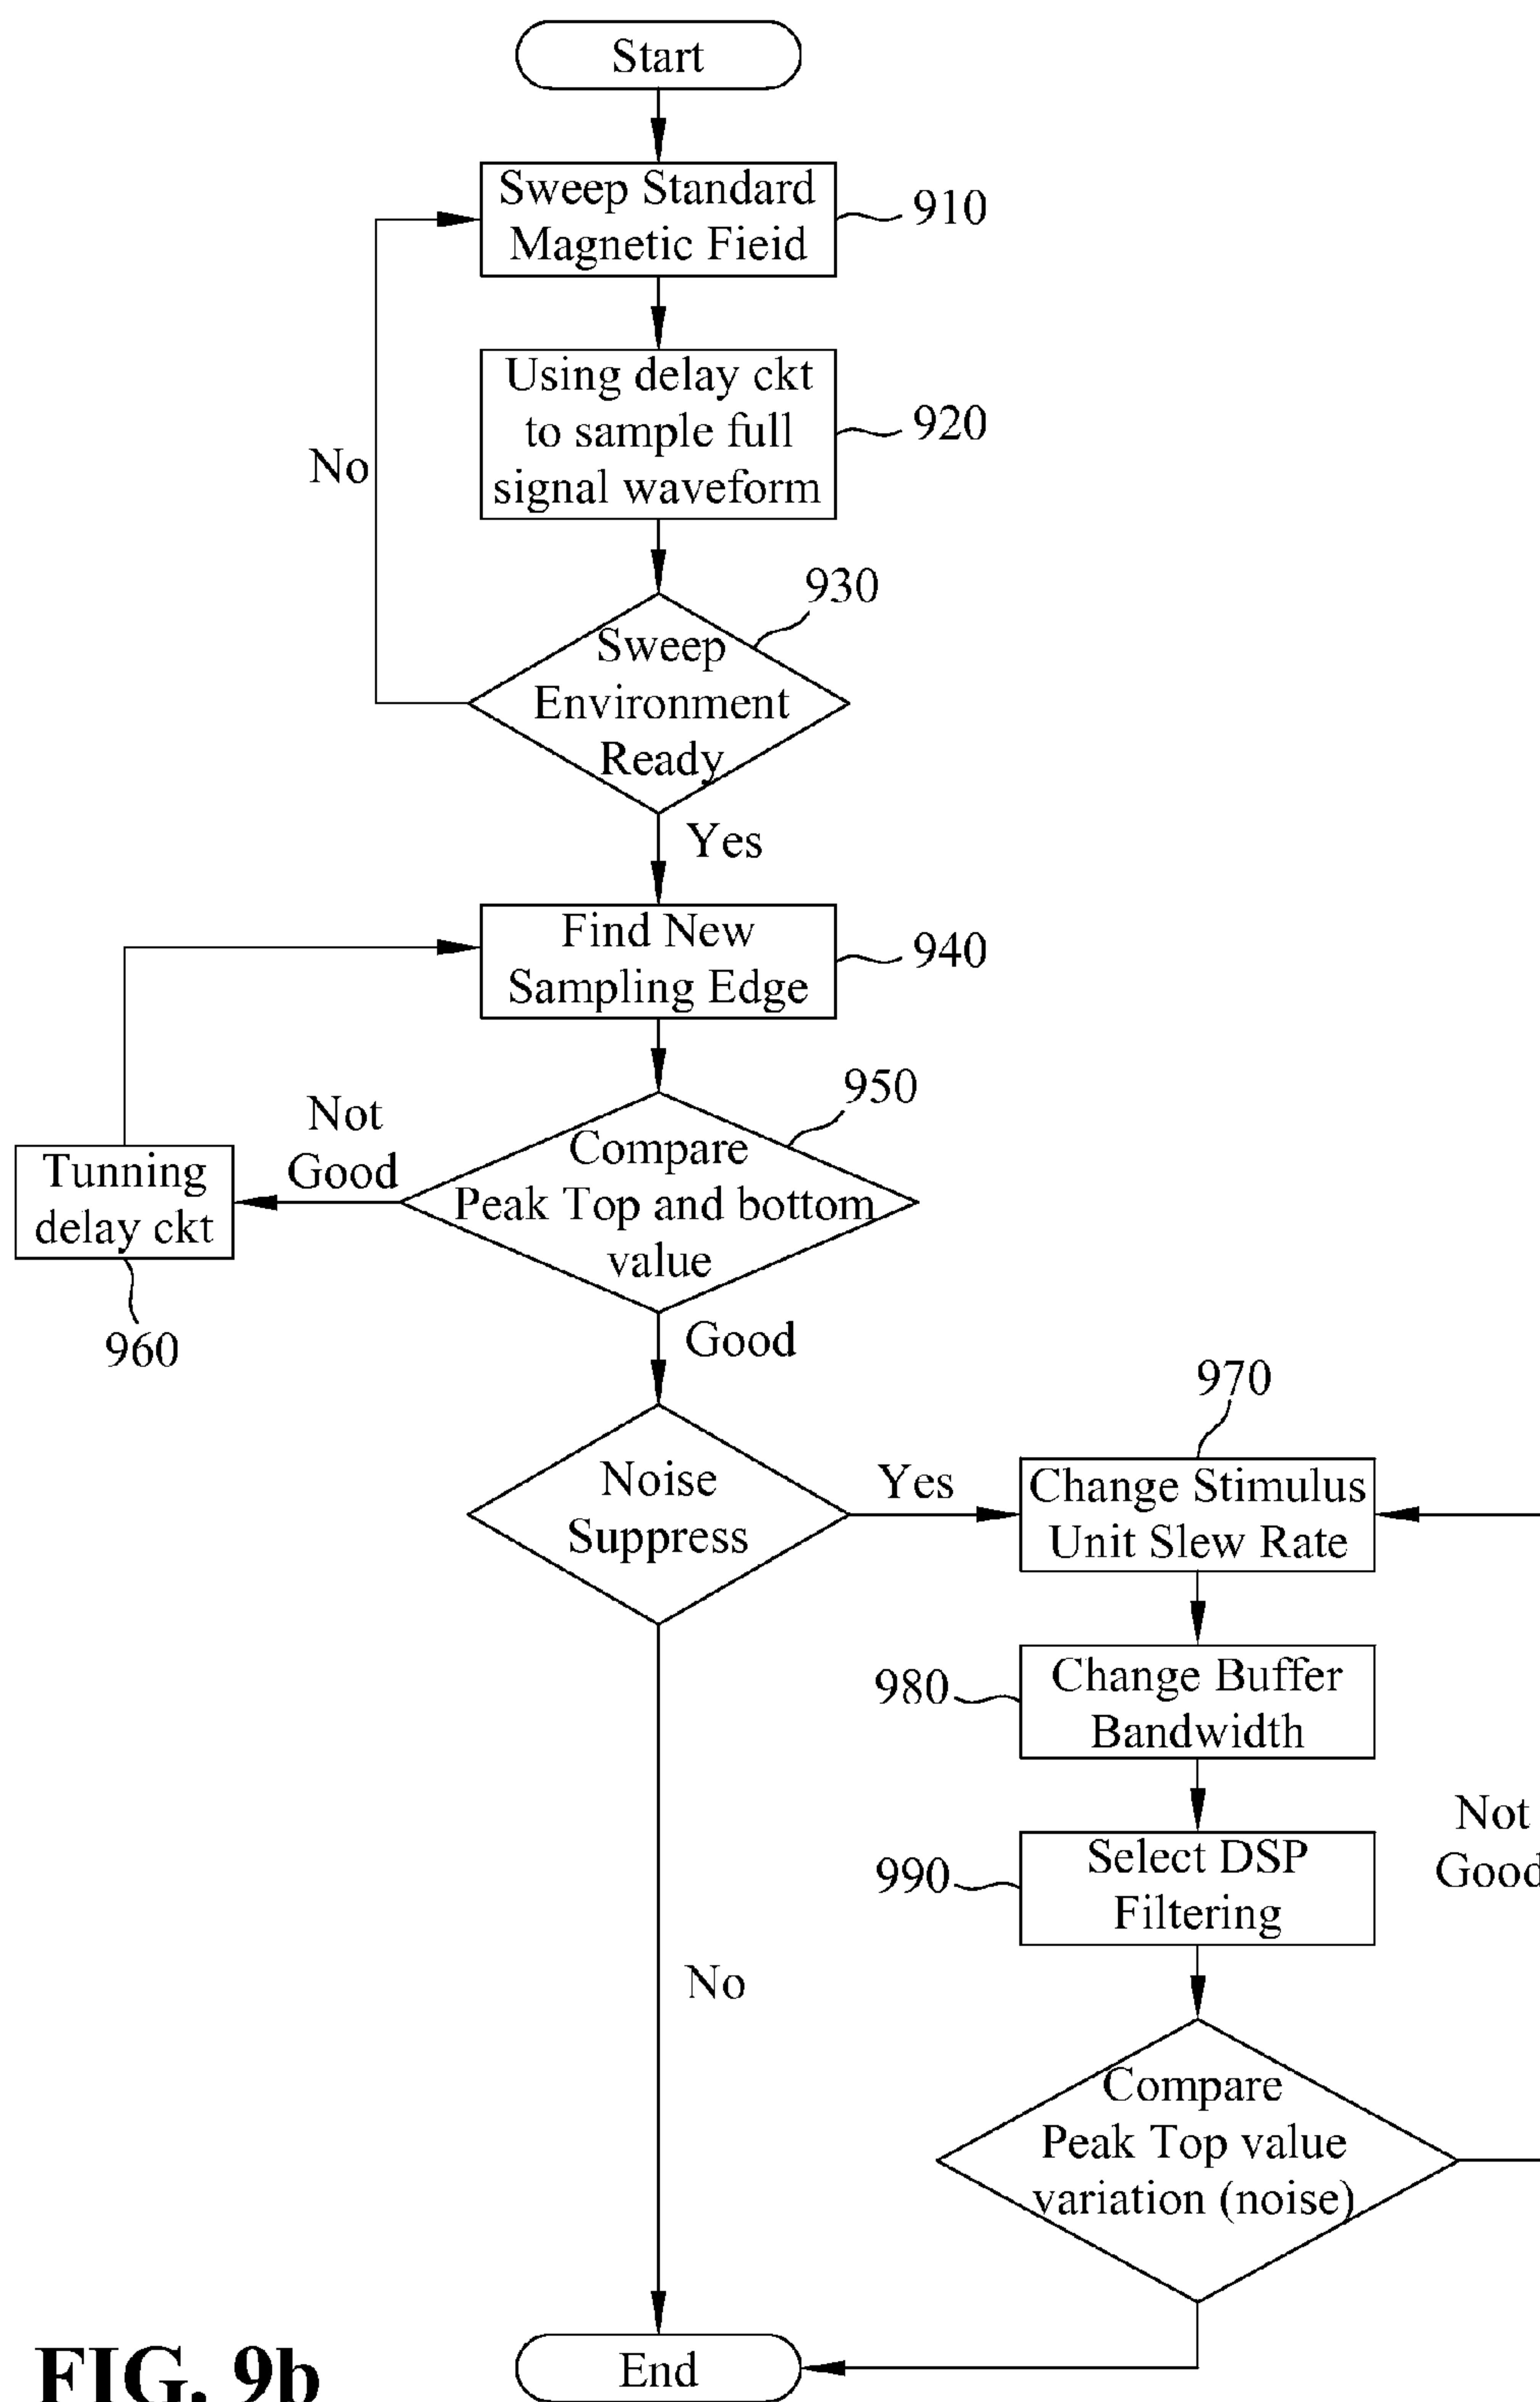 Start
Sweep Standard
Magnetic Fieid
910
Using delay ckt
to sample full
signal waveform
920
No
930
Sweep
Environment
Ready
Yes
Find New
Sampling Edge
940
950
Compare
Peak Top and bottom
value
Not
Good
Tunning
delay ckt
960
Good
Noise
Suppress
Yes
970
Change Stimulus
Unit Slew Rate
980
Change Buffer
Bandwidth
990
Select DSP
Filtering
Not
Good
No
Compare
Peak Top value
variation (noise)
End
FIG. 9b